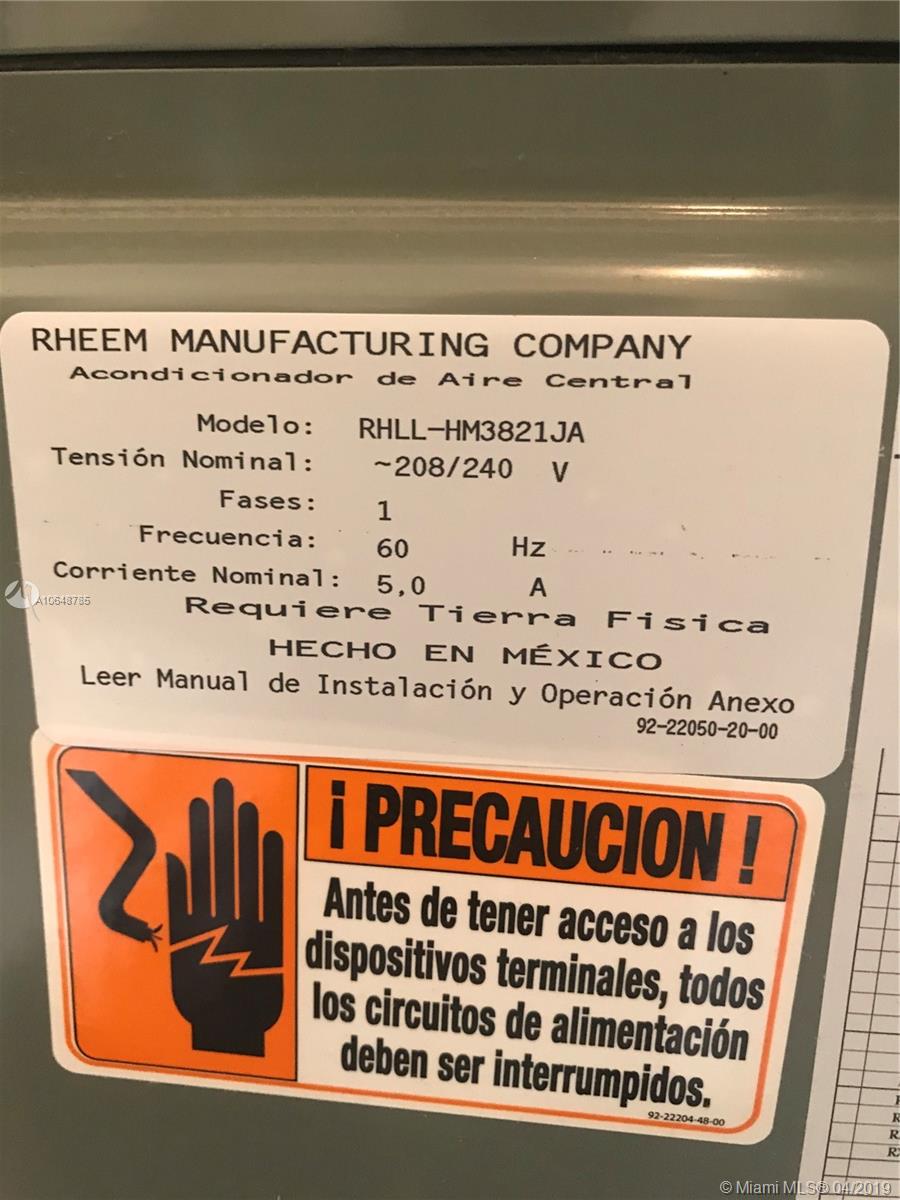 RHEEM MANUFACTURING COMPANY
Acondicionador de Aire Central
Modelo: RHLL-HM3821JA
Tensión Nominal: ~208/240 V
Fases: 1
Frecuencia: 60 Hz
Corriente Nominal: 5,0 A
Requiere Tierra Fisica
HECHO EN MÉXICO
Leer Manual de Instalación y Operación Anexo
92-22050-20-00
A10648785
¡ PRECAUCION !
Antes de tener acceso a los
dispositivos terminales, todos
los circuitos de alimentación
deben ser interrumpidos.
92-22204-48-00
© Miami MLS® 04/2019